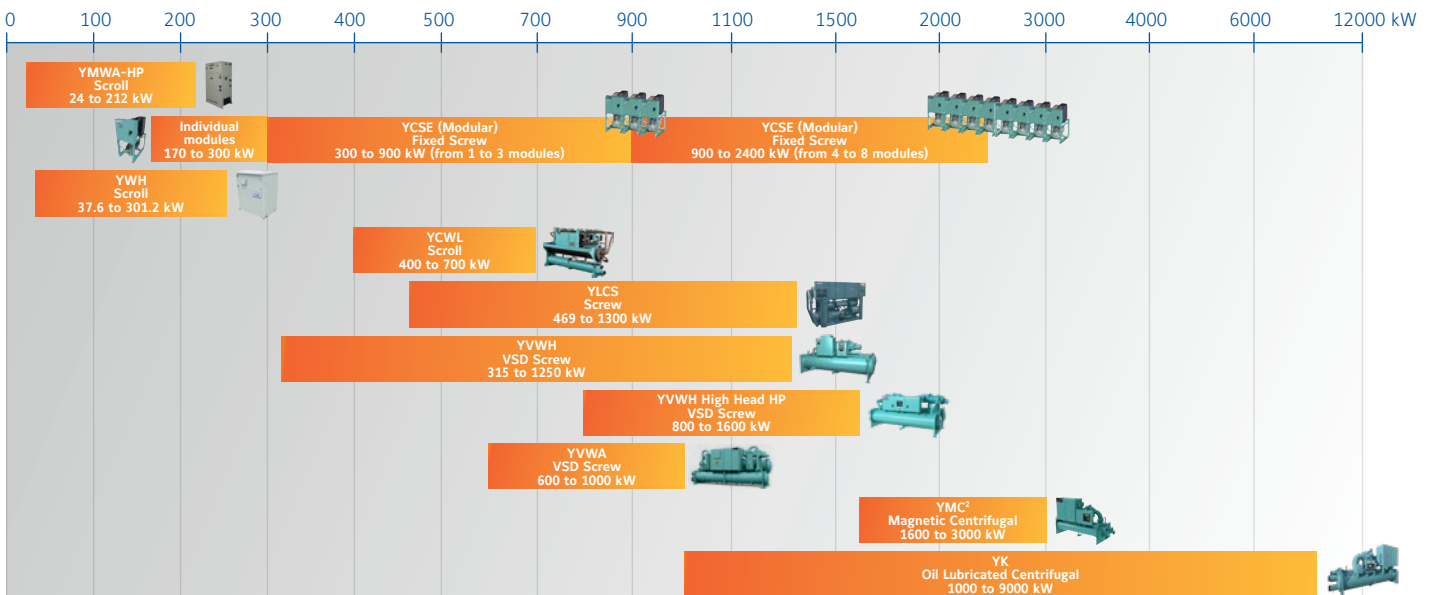 0 100 200 300 400 500 700 900 1100 1500 2000 3000 4000 6000 12000 kW
YMWA-HP
Scroll
24 to 212 kW
Individual
modules
170 to 300 kW
YCSE (Modular)
Fixed Screw
300 to 900 kW (from 1 to 3 modules)
YCSE (Modular)
Fixed Screw
900 to 2400 kW (from 4 to 8 modules)
YWH
Scroll
37.6 to 301.2 kW
YCWL
Scroll
400 to 700 kW
YLCS
Screw
469 to 1300 kW
YVWH
VSD Screw
315 to 1250 kW
YVWH High Head HP
VSD Screw
800 to 1600 kW
YVWA
VSD Screw
600 to 1000 kW
YMC²
Magnetic Centrifugal
1600 to 3000 kW
YK
Oil Lubricated Centrifugal
1000 to 9000 kW